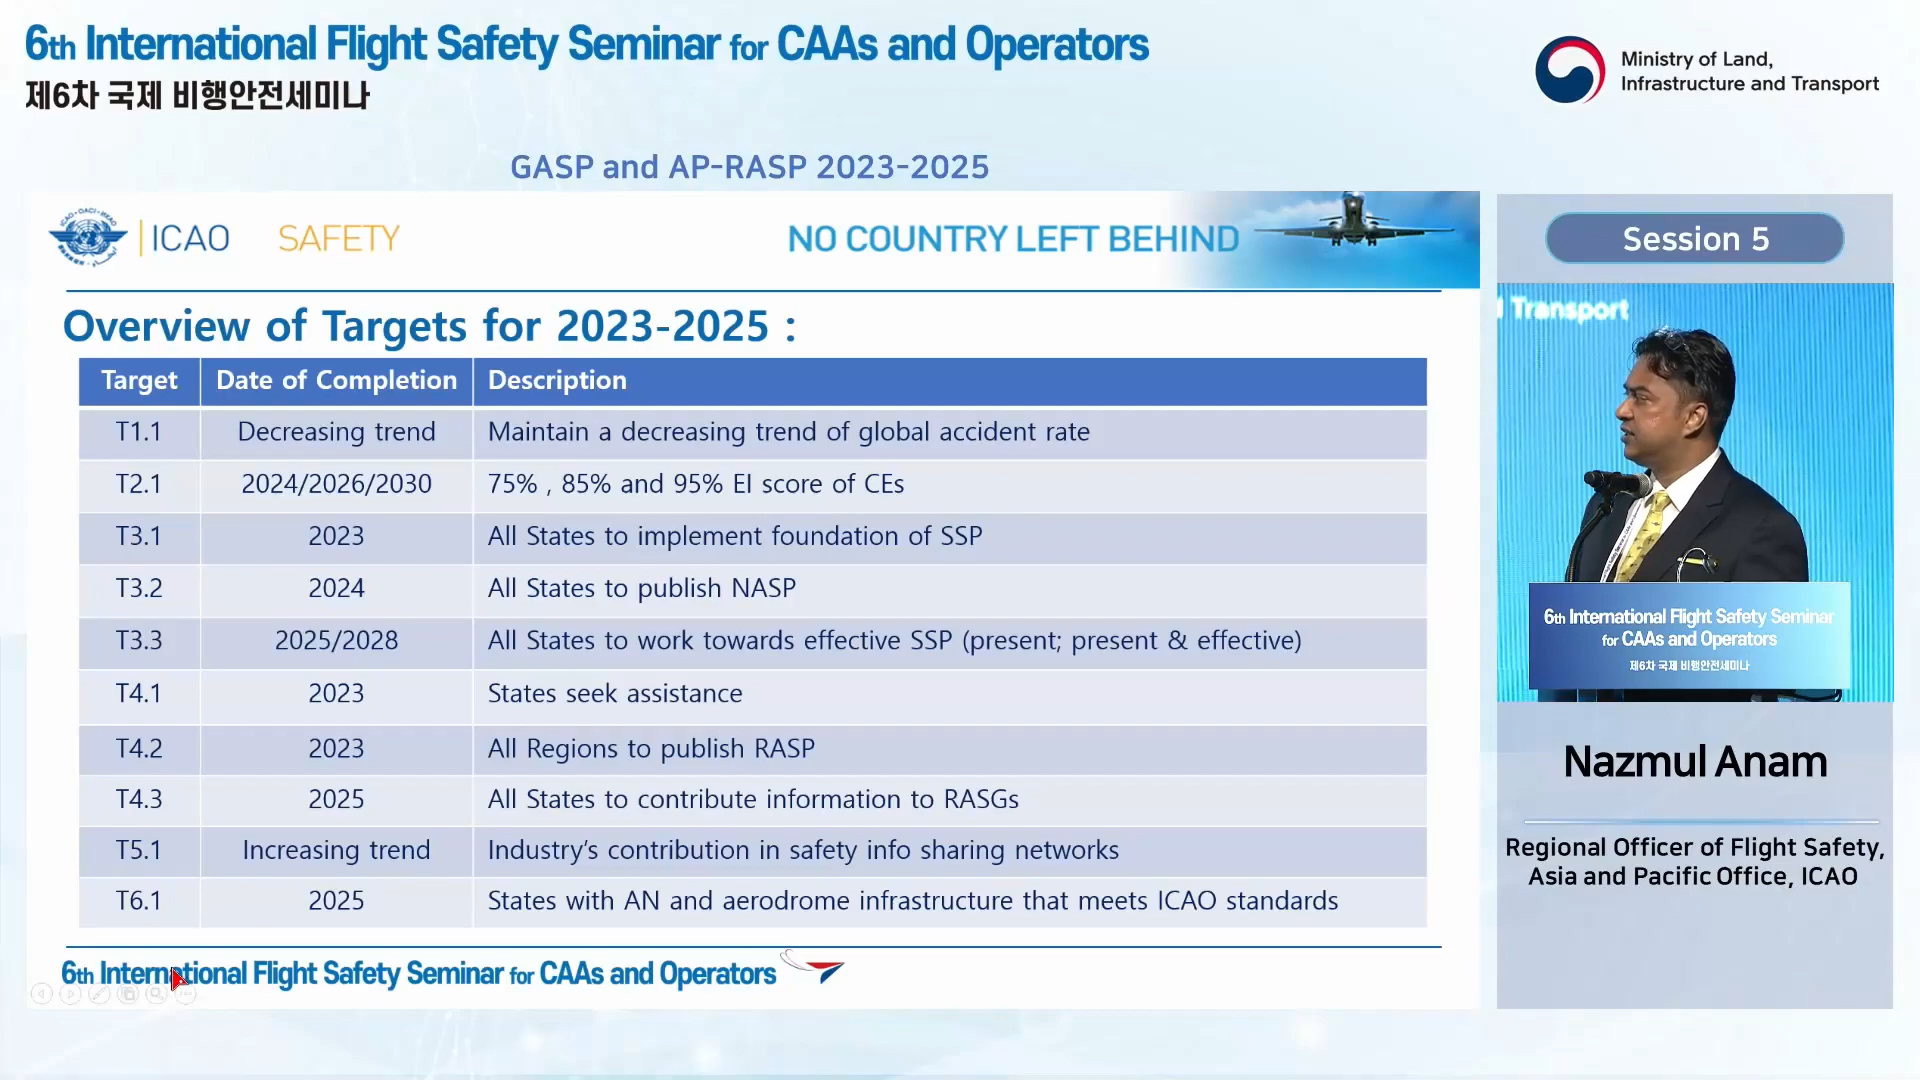 6th International Flight Safety Seminar for CAAs and Operators
제6차 국제 비행안전세미나
Ministry of Land,
Infrastructure and Transport
GASP and AP-RASP 2023-2025
ICAO SAFETY
NO COUNTRY LEFT BEHIND
Overview of Targets for 2023-2025 :
Target Date of Completion Description
T1.1 Decreasing trend Maintain a decreasing trend of global accident rate
T2.1 2024/2026/2030 75% , 85% and 95% EI score of CEs
T3.1 2023 All States to implement foundation of SSP
T3.2 2024 All States to publish NASP
T3.3 2025/2028 All States to work towards effective SSP (present; present & effective)
T4.1 2023 States seek assistance
T4.2 2023 All Regions to publish RASP
T4.3 2025 All States to contribute information to RASGs
T5.1 Increasing trend Industry's contribution in safety info sharing networks
T6.1 2025 States with AN and aerodrome infrastructure that meets ICAO standards
6th International Flight Safety Seminar for CAAs and Operators
Session 5
Transport
6th International Flight Safety Seminar
for CAAs and Operators
제6차 국제 비행안전세미나
Nazmul Anam
Regional Officer of Flight Safety,
Asia and Pacific Office, ICAO